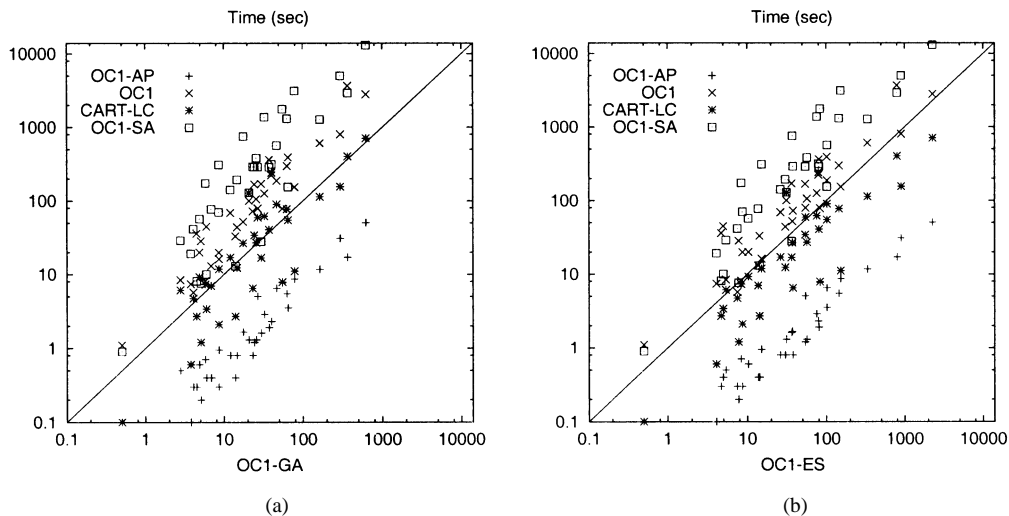 Time (sec)
10000
1000
100
10
1
0.1
OC1-AP
OC1
CART-LC
OC1-SA
0.1 1 10 100 1000 10000
OC1-GA
(a)
Time (sec)
10000
1000
100
10
1
0.1
OC1-AP
OC1
CART-LC
OC1-SA
0.1 1 10 100 1000 10000
OC1-ES
(b)